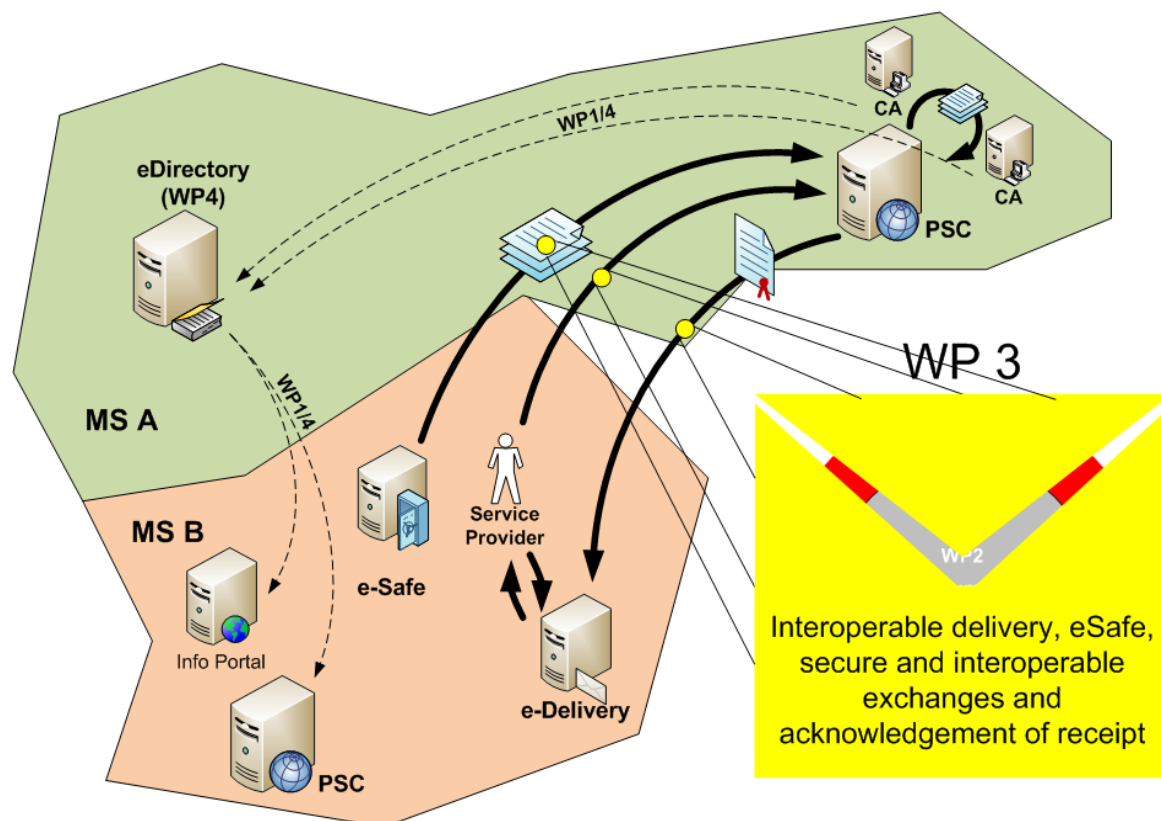 CA
WP1/4
eDirectory
(WP4)
CA
PSC
WP 3
WP1/4
MS A
MS B
Service
Provider
WP2
e-Safe
Interoperable delivery, eSafe,
secure and interoperable
exchanges and
acknowledgement of receipt
Info Portal
e-Delivery
PSC